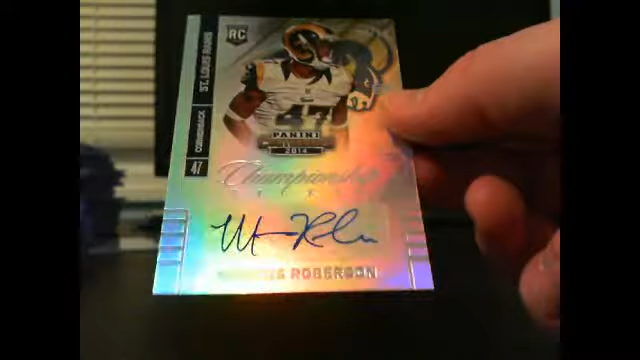 RC
ST. LOUIS RAMS
CORNERBACK
47
47
PANINI
2014
Championship
ROBERSON